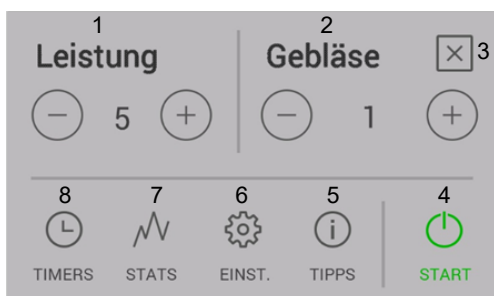 1 2
Leistung Gebläse 3
5 1
8 7 6 5 4
TIMERS STATS EINST. TIPPS START